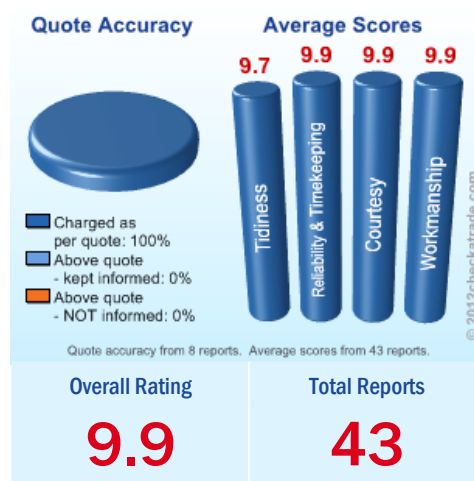 Quote Accuracy
Average Scores
9.7
9.9
9.9
9.9
Tidiness
Reliability & Timekeeping
Courtesy
Workmanship
Charged as
per quote: 100%
Above quote
- kept informed: 0%
Above quote
- NOT informed: 0%
© 2012checkatrade.com
Quote accuracy from 8 reports. Average scores from 43 reports.
Overall Rating
Total Reports
9.9
43